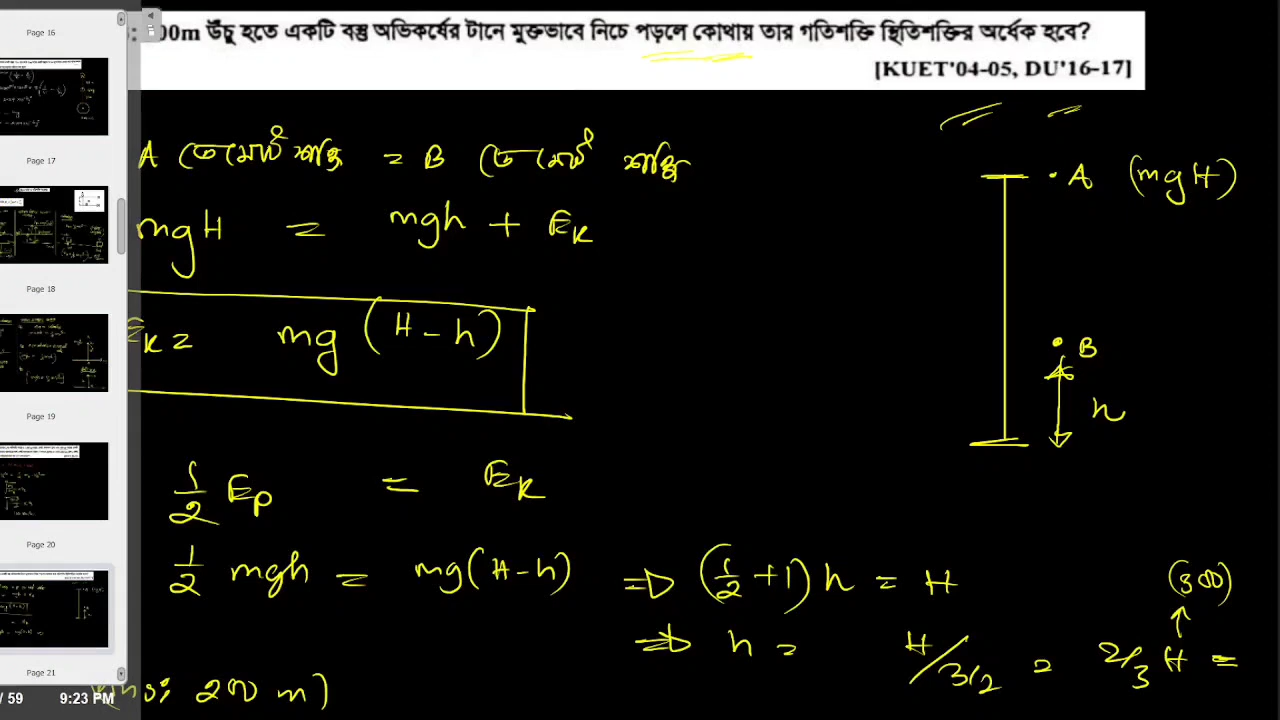 Page 16
Page 17
Page 18
Page 19
Page 20
Page 21
/ 59 9:23 PM
00m উঁচু হতে একটি বস্তু অভিকর্ষের টানে মুক্তভাবে নিচে পড়লে কোথায় তার গতিশক্তি স্থিতিশক্তির অর্ধেক হবে?
[KUET'04-05, DU'16-17]
A তে মোট শক্তি = B তে মোট শক্তি
mgH = mgh + Ek
Ek = mg (H - h)
1/2 Ep = Ek
1/2 mgh = mg(H - h) => (1/2 + 1) h = H
=> h = H/3/2 = 2/3 H =
(300)
200 m)
A (mgH)
B
h